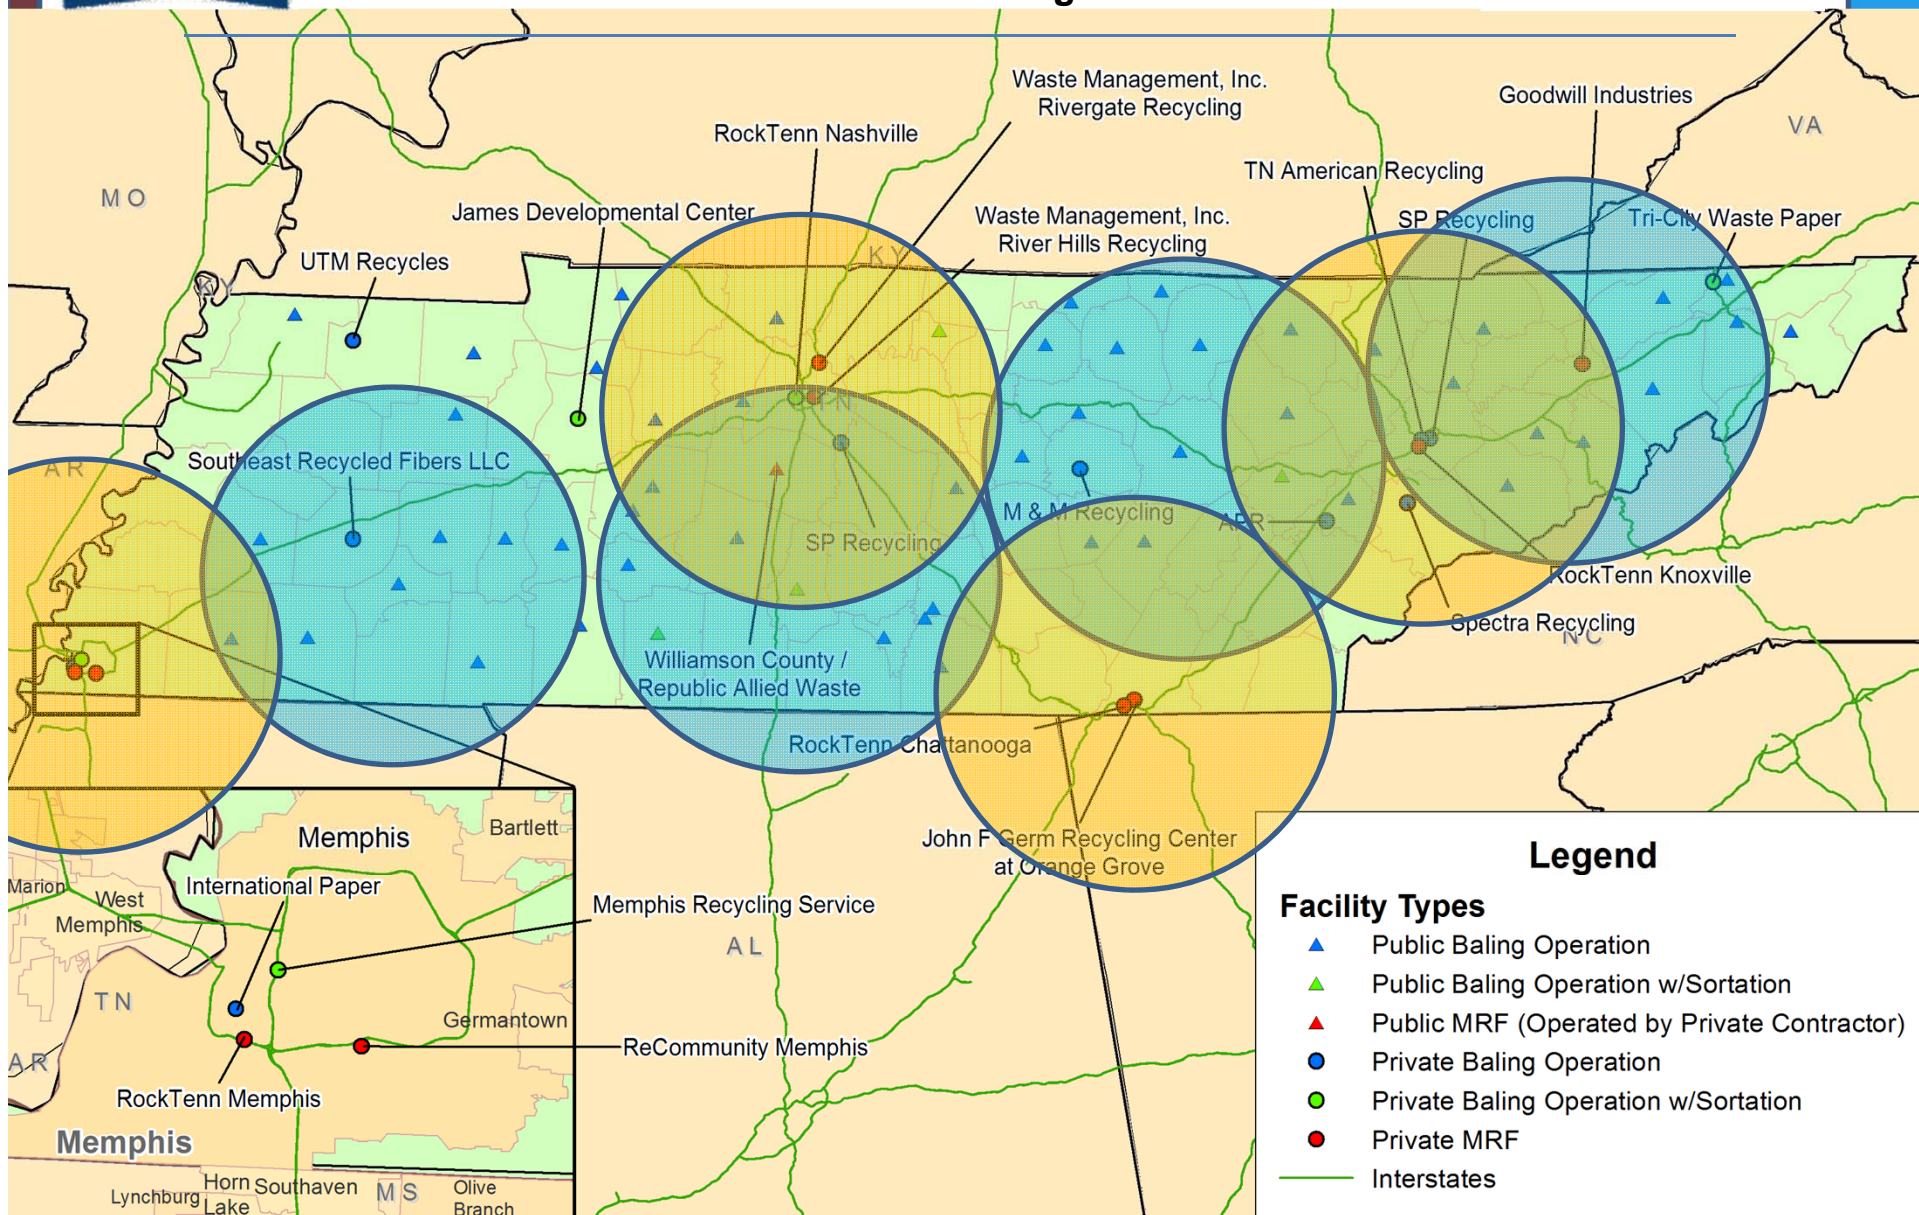 Waste Management, Inc.
Rivergate Recycling
Goodwill Industries
RockTenn Nashville
VA
TN American Recycling
MO
James Developmental Center
Waste Management, Inc.
River Hills Recycling
SP Recycling
Tri-City Waste Paper
UTM Recycles
KY
KY
TN
Southeast Recycled Fibers LLC
AR
M & M Recycling
APR
SP Recycling
RockTenn Knoxville
Spectra Recycling
NC
Williamson County /
Republic Allied Waste
RockTenn Chattanooga
John F Germ Recycling Center
at Orange Grove
Memphis
Bartlett
International Paper
Marion
West
Memphis
Memphis Recycling Service
AL
TN
Germantown
ReCommunity Memphis
AR
RockTenn Memphis
Memphis
Horn
Lake
Southaven
MS
Olive
Branch
Lynchburg
Legend
Facility Types
Public Baling Operation
Public Baling Operation w/Sortation
Public MRF (Operated by Private Contractor)
Private Baling Operation
Private Baling Operation w/Sortation
Private MRF
Interstates